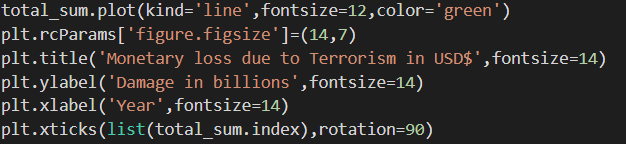 total_sum.plot(kind='line',fontsize=12,color='green')
plt.rcParams['figure.figsize']=(14,7)
plt.title('Monetary loss due to Terrorism in USD$',fontsize=14)
plt.ylabel('Damage in billions',fontsize=14)
plt.xlabel('Year',fontsize=14)
plt.xticks(list(total_sum.index),rotation=90)